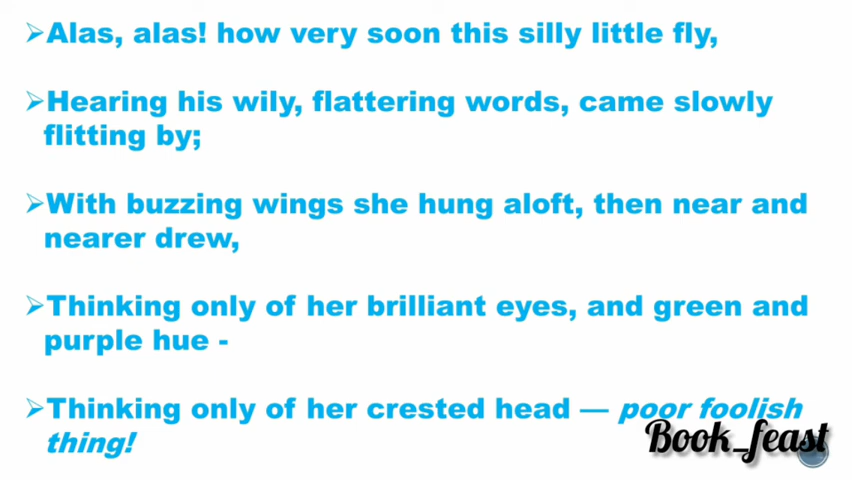 Alas, alas! how very soon this silly little fly,
Hearing his wily, flattering words, came slowly
flitting by;
With buzzing wings she hung aloft, then near and
nearer drew,
Thinking only of her brilliant eyes, and green and
purple hue -
Thinking only of her crested head — poor foolish
thing!
Book_feast